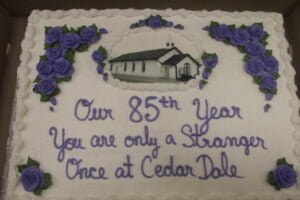 Our 85th Year
You are only a Stranger
Once at Cedar Dale